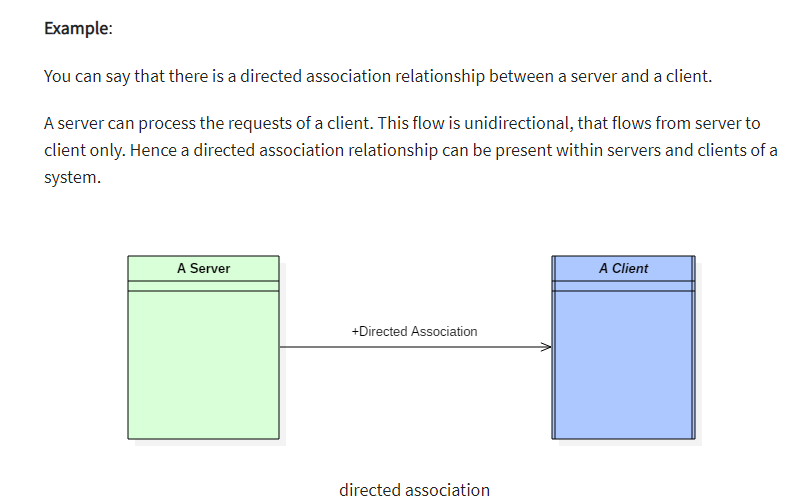 Example:
You can say that there is a directed association relationship between a server and a client.
A server can process the requests of a client. This flow is unidirectional, that flows from server to
client only. Hence a directed association relationship can be present within servers and clients of a
system.
A Server
A Client
+Directed Association
directed association